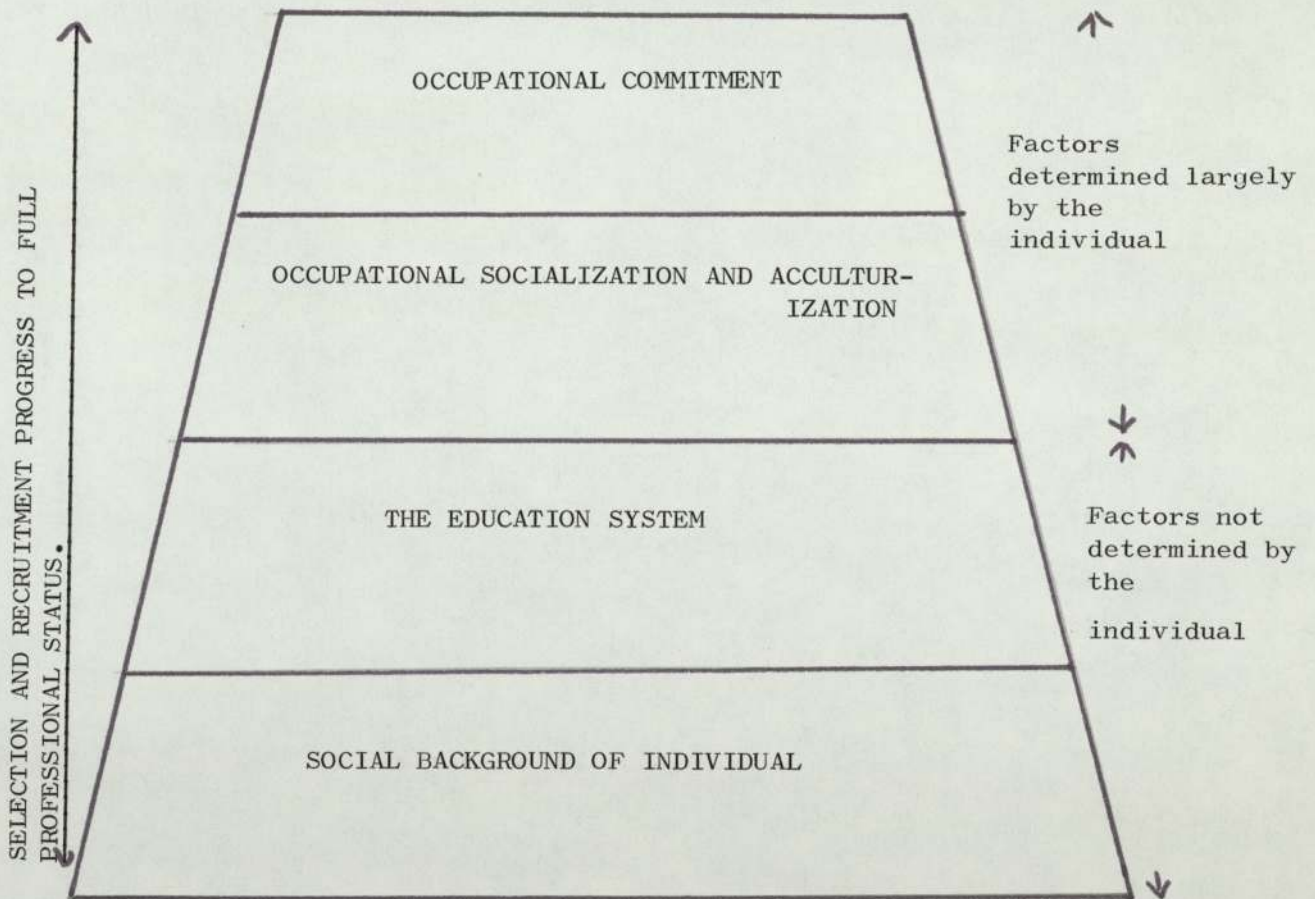 SELECTION AND RECRUITMENT PROGRESS TO FULL
PROFESSIONAL STATUS.
OCCUPATIONAL COMMITMENT
Factors
determined largely
by the
individual
OCCUPATIONAL SOCIALIZATION AND ACCULTUR-
IZATION
THE EDUCATION SYSTEM
Factors not
determined by
the
individual
SOCIAL BACKGROUND OF INDIVIDUAL